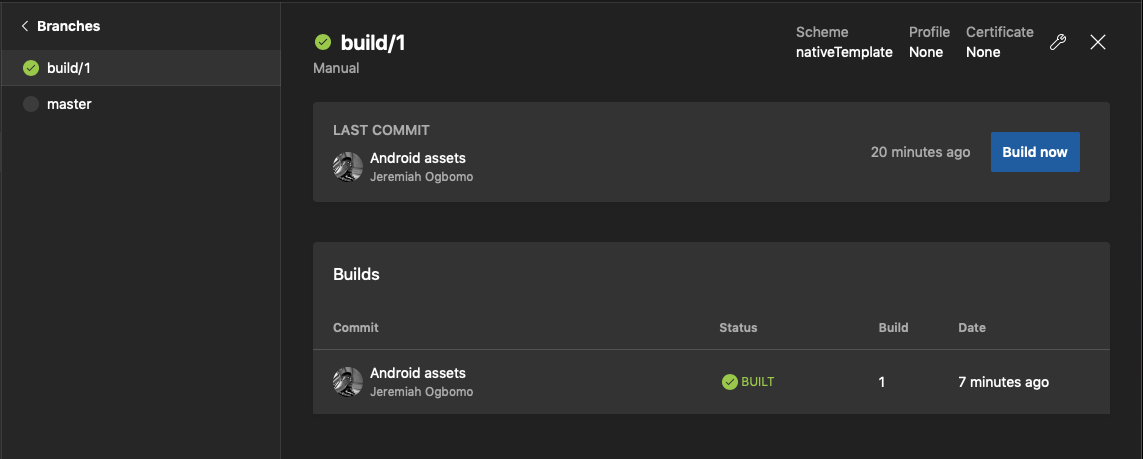 Branches
build/1
master
build/1
Manual
Scheme Profile Certificate
nativeTemplate None None
LAST COMMIT
Android assets
Jeremiah Ogbomo
20 minutes ago
Build now
Builds
Commit Status Build Date
Android assets
Jeremiah Ogbomo
BUILT 1 7 minutes ago